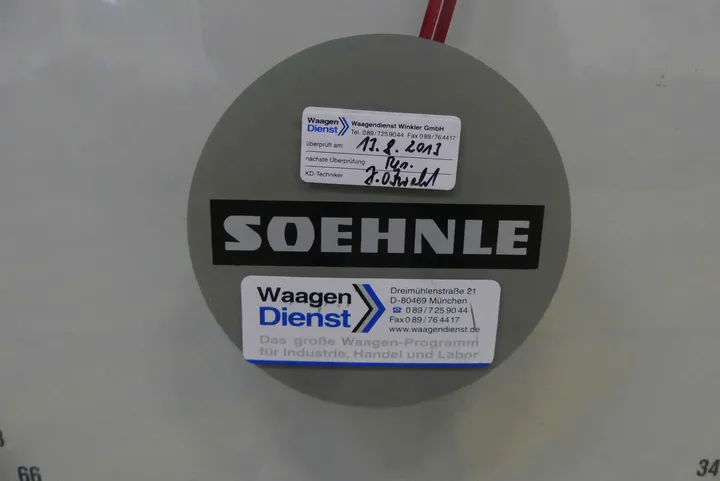 Waagen
Dienst
Waagendienst Winkler GmbH
Tel. 089/7259044 Fax 089/764417
überprüft am: 13.8.2013
nächste Überprüfung
KD-Techniker J.Oswald
SOEHNLE
Waagen
Dienst
Dreimühlenstraße 21
D-80469 München
☎ 089/7259044
Fax 089/764417
www.waagendienst.de
Das große Waagen-Programm
für Industrie, Handel und Labor
66
34